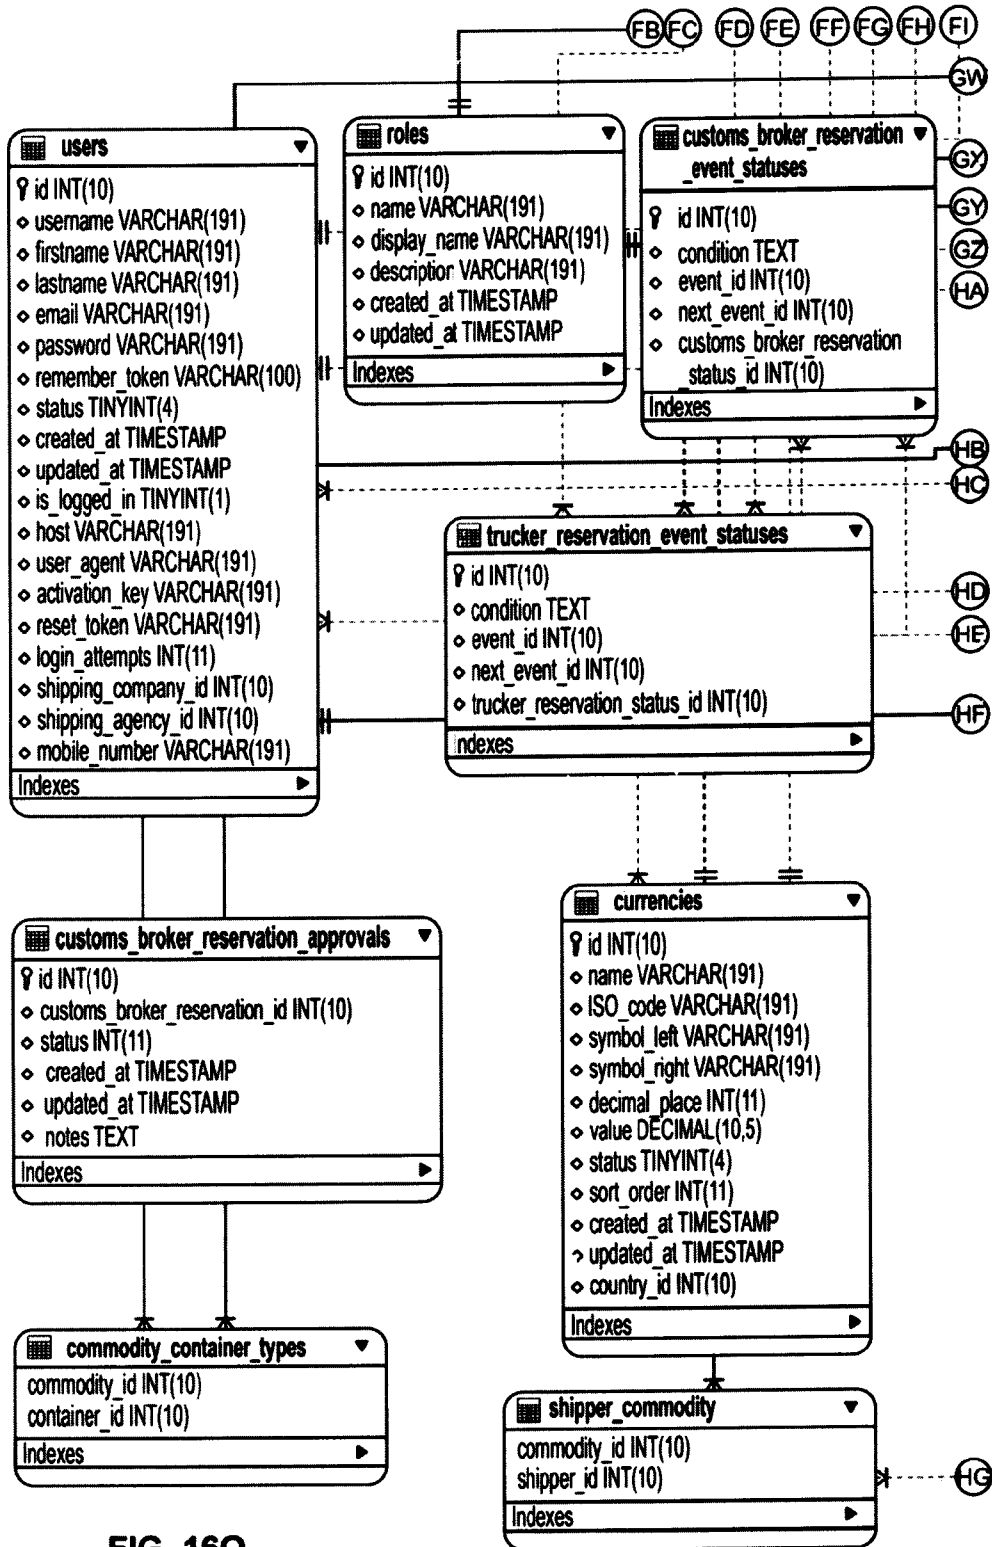 FB FC FD FE FF FG FH FI
GW
users
id INT(10)
username VARCHAR(191)
firstname VARCHAR(191)
lastname VARCHAR(191)
email VARCHAR(191)
password VARCHAR(191)
remember_token VARCHAR(100)
status TINYINT(4)
created_at TIMESTAMP
updated_at TIMESTAMP
is_logged_in TINYINT(1)
host VARCHAR(191)
user_agent VARCHAR(191)
activation_key VARCHAR(191)
reset_token VARCHAR(191)
login_attempts INT(11)
shipping_company_id INT(10)
shipping_agency_id INT(10)
mobile_number VARCHAR(191)
Indexes
roles
id INT(10)
name VARCHAR(191)
display_name VARCHAR(191)
description VARCHAR(191)
created_at TIMESTAMP
updated_at TIMESTAMP
Indexes
customs_broker_reservation
_event_statuses
id INT(10)
condition TEXT
event_id INT(10)
next_event_id INT(10)
customs_broker_reservation
_status_id INT(10)
Indexes
GX
GY
GZ
HA
HB
HC
trucker_reservation_event_statuses
id INT(10)
condition TEXT
event_id INT(10)
next_event_id INT(10)
trucker_reservation_status_id INT(10)
ndexes
HD
HE
HF
customs_broker_reservation_approvals
id INT(10)
customs_broker_reservation_id INT(10)
status INT(11)
created_at TIMESTAMP
updated_at TIMESTAMP
notes TEXT
Indexes
currencies
id INT(10)
name VARCHAR(191)
ISO_code VARCHAR(191)
symbol_left VARCHAR(191)
symbol_right VARCHAR(191)
decimal_place INT(11)
value DECIMAL(10,5)
status TINYINT(4)
sort_order INT(11)
created_at TIMESTAMP
updated_at TIMESTAMP
country_id INT(10)
Indexes
commodity_container_types
commodity_id INT(10)
container_id INT(10)
Indexes
shipper_commodity
commodity_id INT(10)
shipper_id INT(10)
Indexes
HG